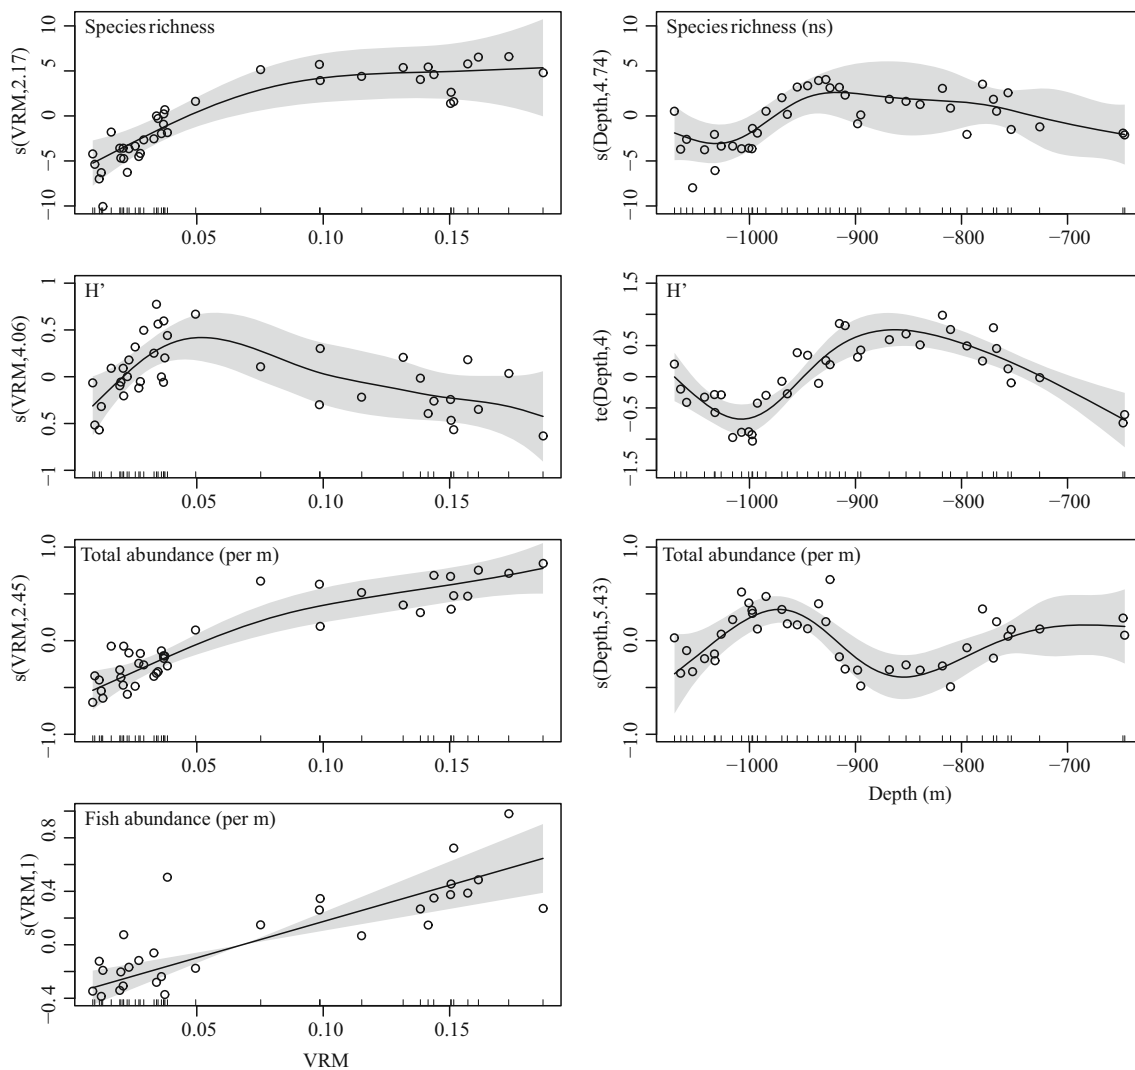 Species richness
s(VRM,2.17)
10
5
0
−5
−10
0.05 0.10 0.15
Species richness (ns)
s(Depth,4.74)
10
5
0
−5
−10
−1000 −900 −800 −700
H’
s(VRM,4.06)
1
0.5
0
0.5
−1
0.05 0.10 0.15
H’
te(Depth,4)
1.5
0.5
0
−0.5
−1.5
−1000 −900 −800 −700
Total abundance (per m)
s(VRM,2.45)
1.0
0.0
−1.0
0.05 0.10 0.15
Total abundance (per m)
s(Depth,5.43)
1.0
0.0
−1.0
−1000 −900 −800 −700
Depth (m)
Fish abundance (per m)
s(VRM,1)
0.8
0.4
0.0
−0.4
0.05 0.10 0.15
VRM